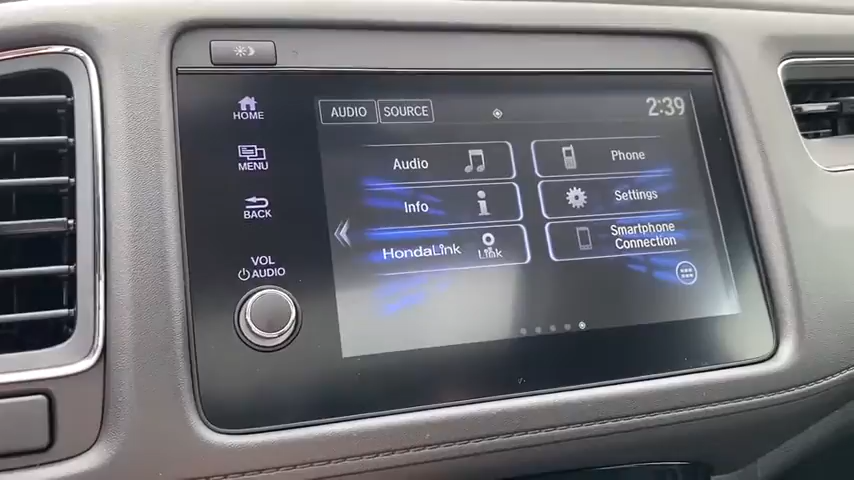 HOME
MENU
BACK
VOL
AUDIO
AUDIO SOURCE
2:39
Audio
Phone
Info
Settings
HondaLink
Link
Smartphone
Connection